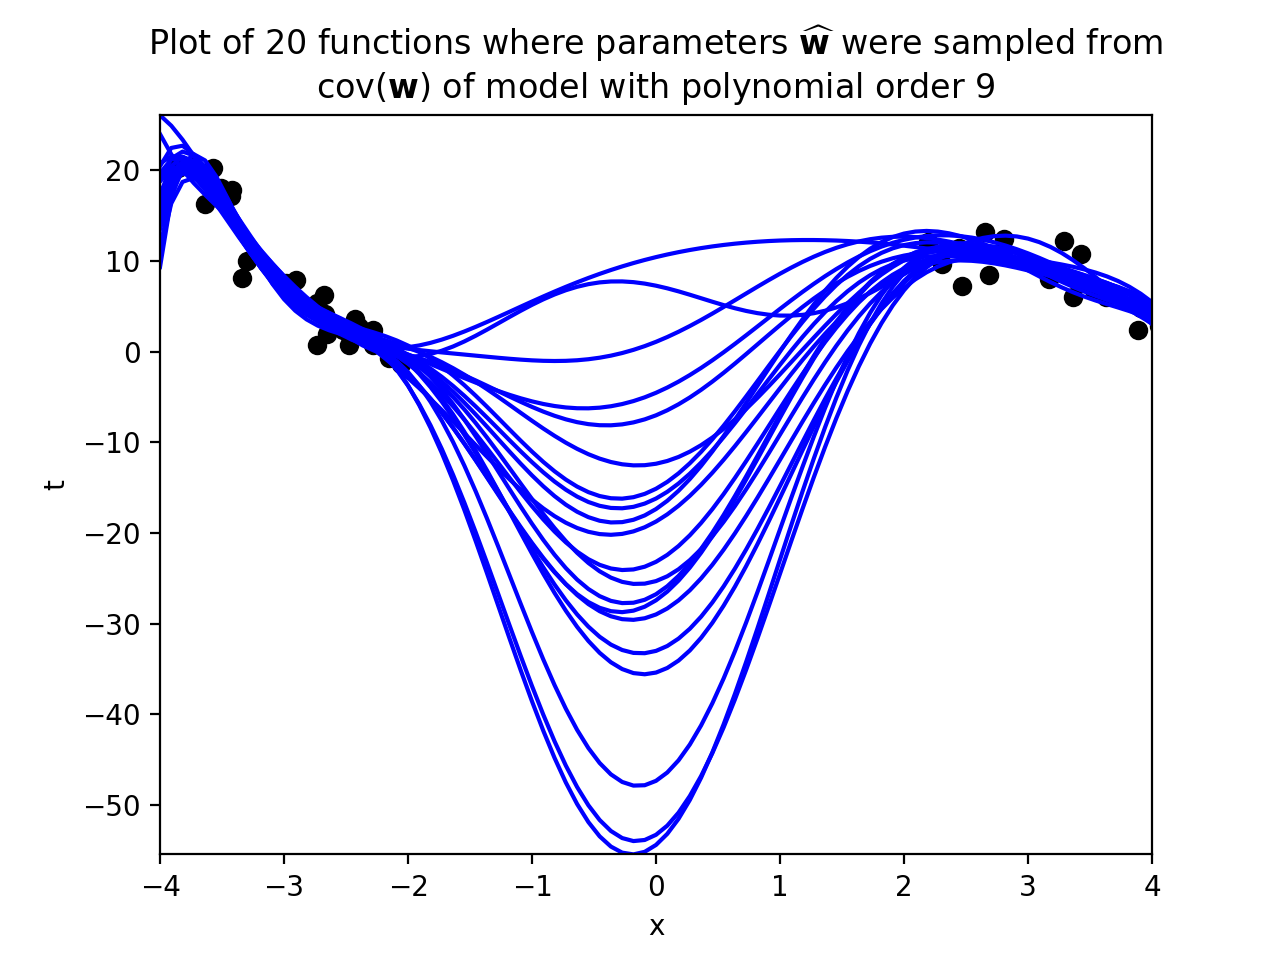 Plot of 20 functions where parameters ŵ were sampled from
cov(w) of model with polynomial order 9
20
10
0
−10
−20
−30
−40
−50
t
−4 −3 −2 −1 0 1 2 3 4
x